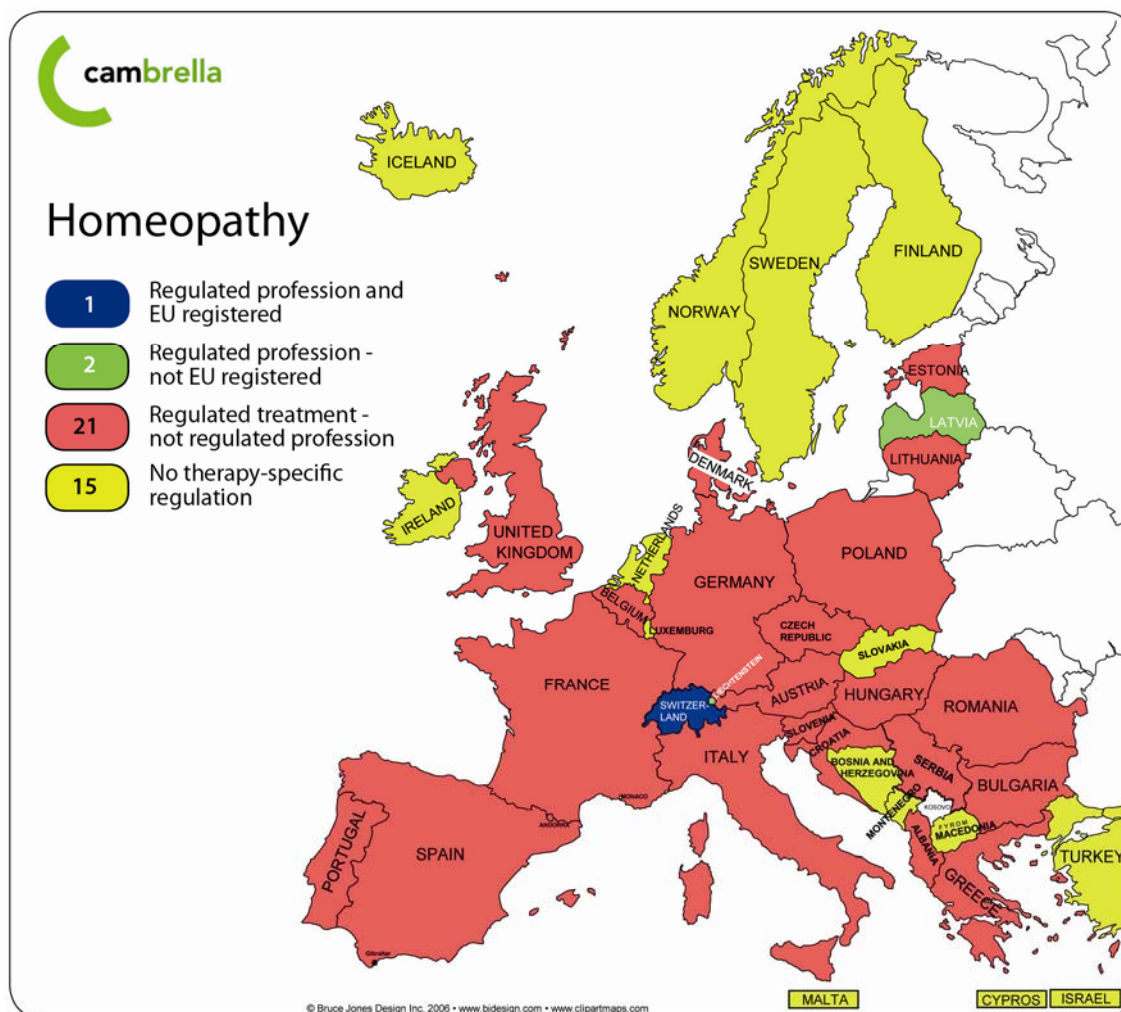 cambrella
Homeopathy
1
Regulated profession and
EU registered
2
Regulated profession -
not EU registered
21
Regulated treatment -
not regulated profession
15
No therapy-specific
regulation
ICELAND
FINLAND
SWEDEN
NORWAY
ESTONIA
LATVIA
LITHUANIA
DENMARK
IRELAND
UNITED
KINGDOM
NETHERLANDS
POLAND
GERMANY
BELGIUM
LUXEMBURG
CZECH
REPUBLIC
SLOVAKIA
LIECHTENSTEIN
FRANCE
AUSTRIA
HUNGARY
SWITZER-
LAND
ROMANIA
SLOVENIA
CROATIA
ITALY
BOSNIA AND
HERZEGOVINA
SERBIA
BULGARIA
MONTENEGRO
KOSOVO
MONACO
ANDORRA
F Y R O M
MACEDONIA
ALBANIA
PORTUGAL
SPAIN
TURKEY
GREECE
Gibraltar
MALTA
CYPROS
ISRAEL
© Bruce Jones Design Inc. 2006 • www.bjdesign.com • www.clipartmaps.com